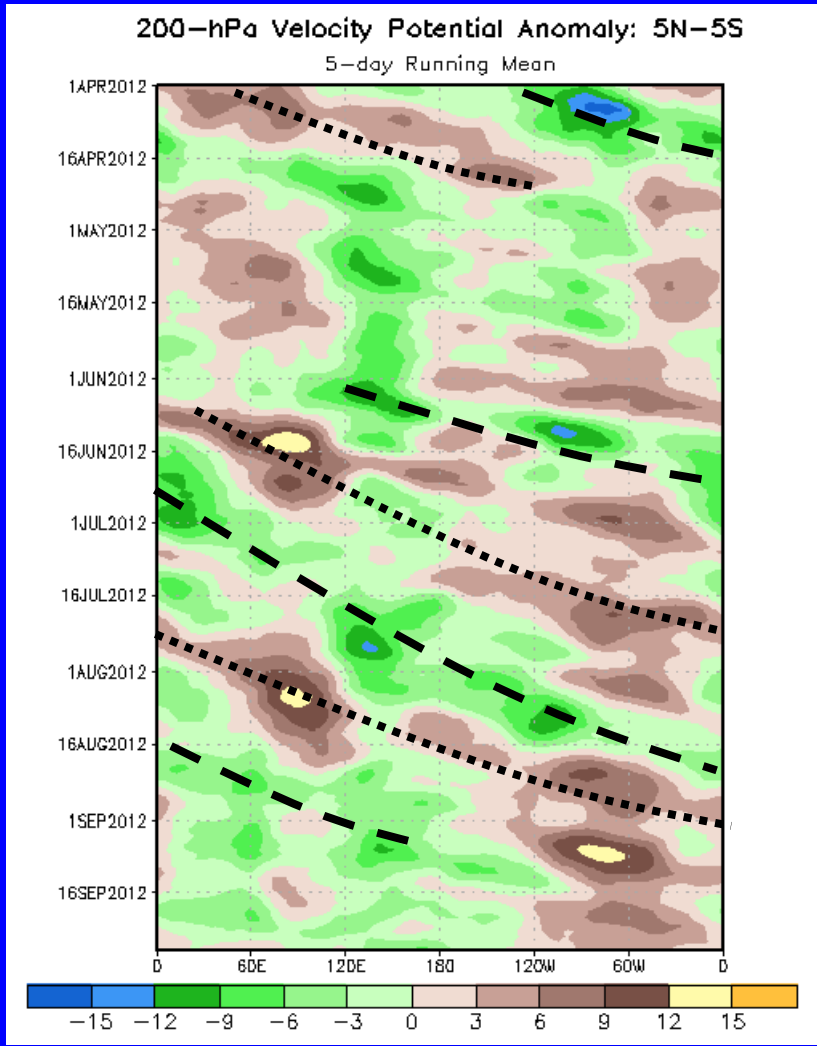 200-hPa Velocity Potential Anomaly: 5N-5S
5-day Running Mean
1APR2012
16APR2012
1MAY2012
16MAY2012
1JUN2012
16JUN2012
1JUL2012
16JUL2012
1AUG2012
16AUG2012
1SEP2012
16SEP2012
0 60E 120E 180 120W 60W 0
-15 -12 -9 -6 -3 0 3 6 9 12 15